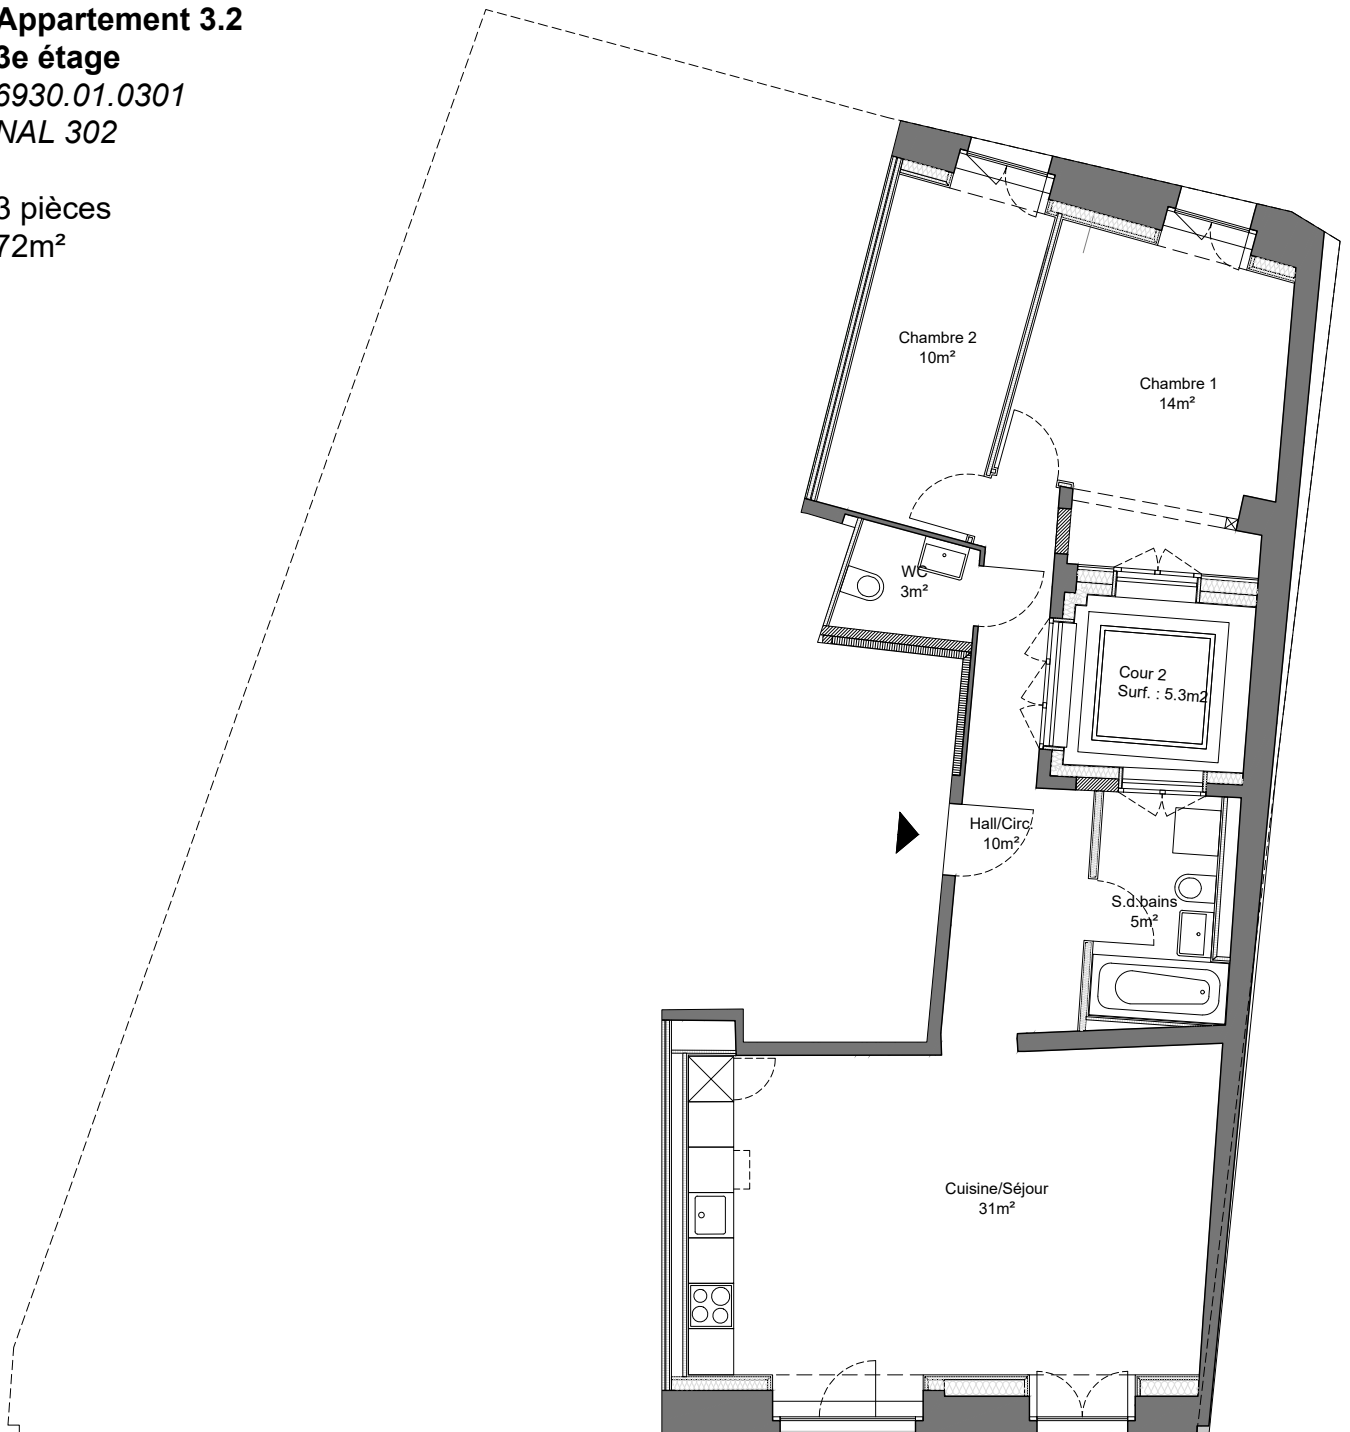 Appartement 3.2
3e étage
6930.01.0301
NAL 302
3 pièces
72m²
Chambre 2
10m²
Chambre 1
14m²
WC
3m²
Cour 2
Surf. : 5.3m2
Hall/Circ.
10m²
S.d.bains
5m²
Cuisine/Séjour
31m²